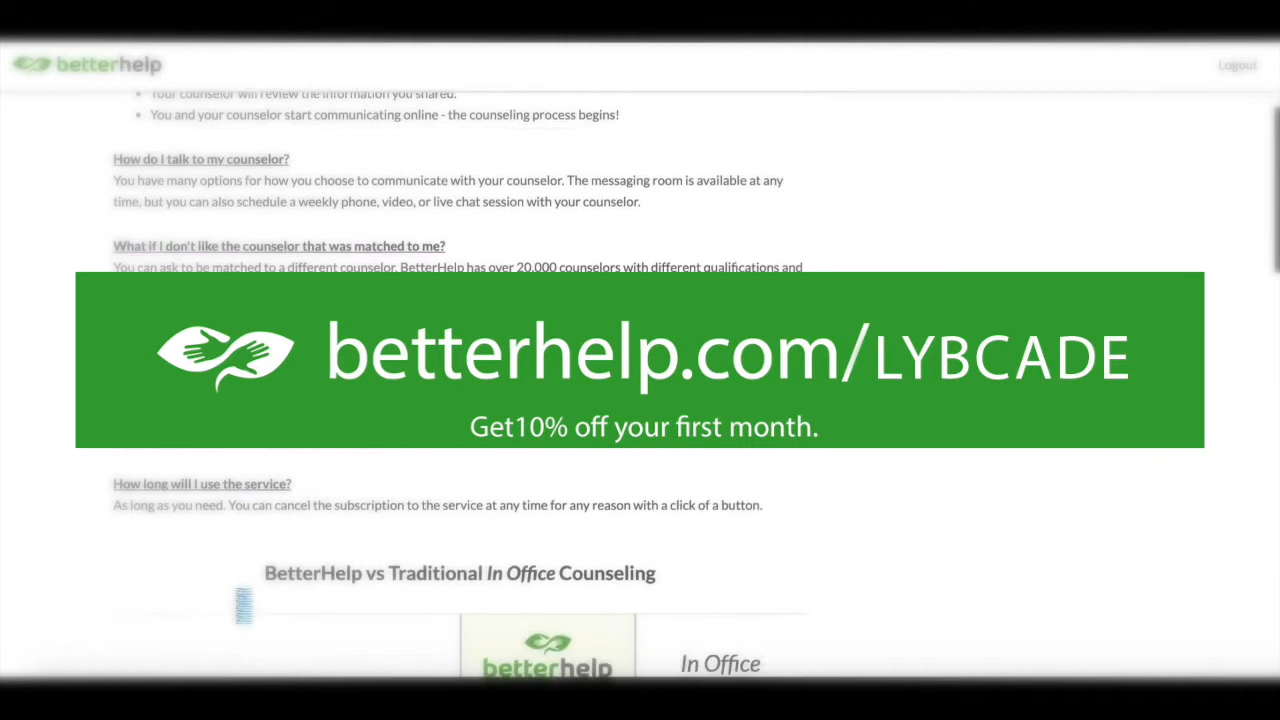 betterhelp
Logout
Your counselor will review the information you shared.
You and your counselor start communicating online - the counseling process begins!
How do I talk to my counselor?
You have many options for how you choose to communicate with your counselor. The messaging room is available at any
time, but you can also schedule a weekly phone, video, or live chat session with your counselor.
What if I don't like the counselor that was matched to me?
You can ask to be matched to a different counselor. BetterHelp has over 20,000 counselors with different qualifications and
betterhelp.com/LYBCADE
Get10% off your first month.
How long will I use the service?
As long as you need. You can cancel the subscription to the service at any time for any reason with a click of a button.
BetterHelp vs Traditional In Office Counseling
betterhelp
In Office